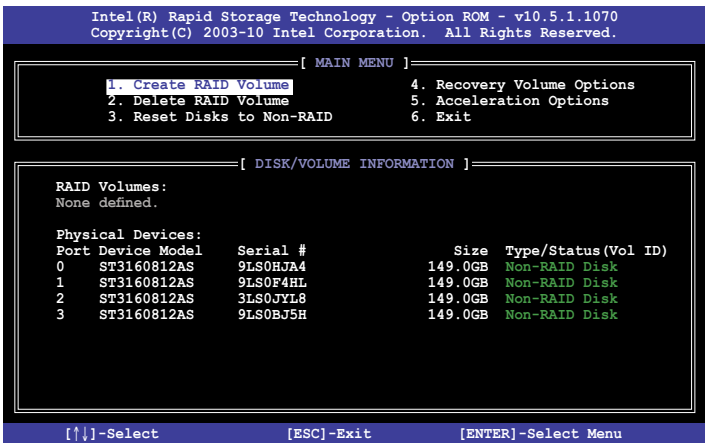 Intel(R) Rapid Storage Technology - Option ROM - v10.5.1.1070
Copyright(C) 2003-10 Intel Corporation. All Rights Reserved.
[ MAIN MENU ]
1. Create RAID Volume 4. Recovery Volume Options
2. Delete RAID Volume 5. Acceleration Options
3. Reset Disks to Non-RAID 6. Exit
[ DISK/VOLUME INFORMATION ]
RAID Volumes:
None defined.
Physical Devices:
Port Device Model Serial # Size Type/Status(Vol ID)
0 ST3160812AS 9LS0HJA4 149.0GB Non-RAID Disk
1 ST3160812AS 9LS0F4HL 149.0GB Non-RAID Disk
2 ST3160812AS 3LS0JYL8 149.0GB Non-RAID Disk
3 ST3160812AS 9LS0BJ5H 149.0GB Non-RAID Disk
[↑↓]-Select [ESC]-Exit [ENTER]-Select Menu